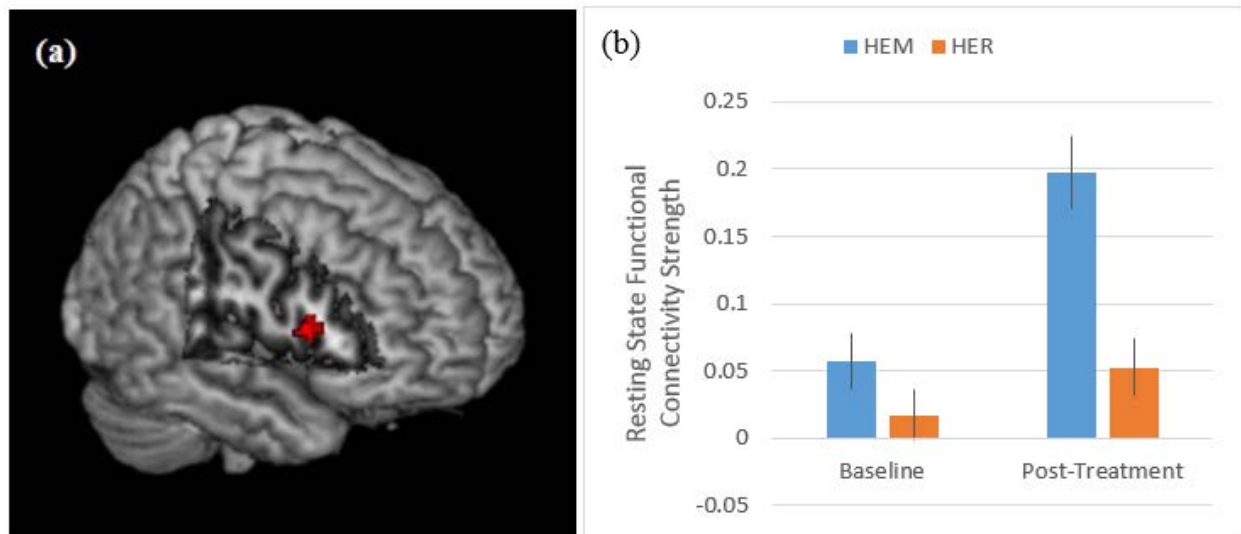 (a)
(b)
HEM HER
0.25
0.2
0.15
0.1
0.05
0
-0.05
Resting State Functional
Connectivity Strength
Baseline Post-Treatment